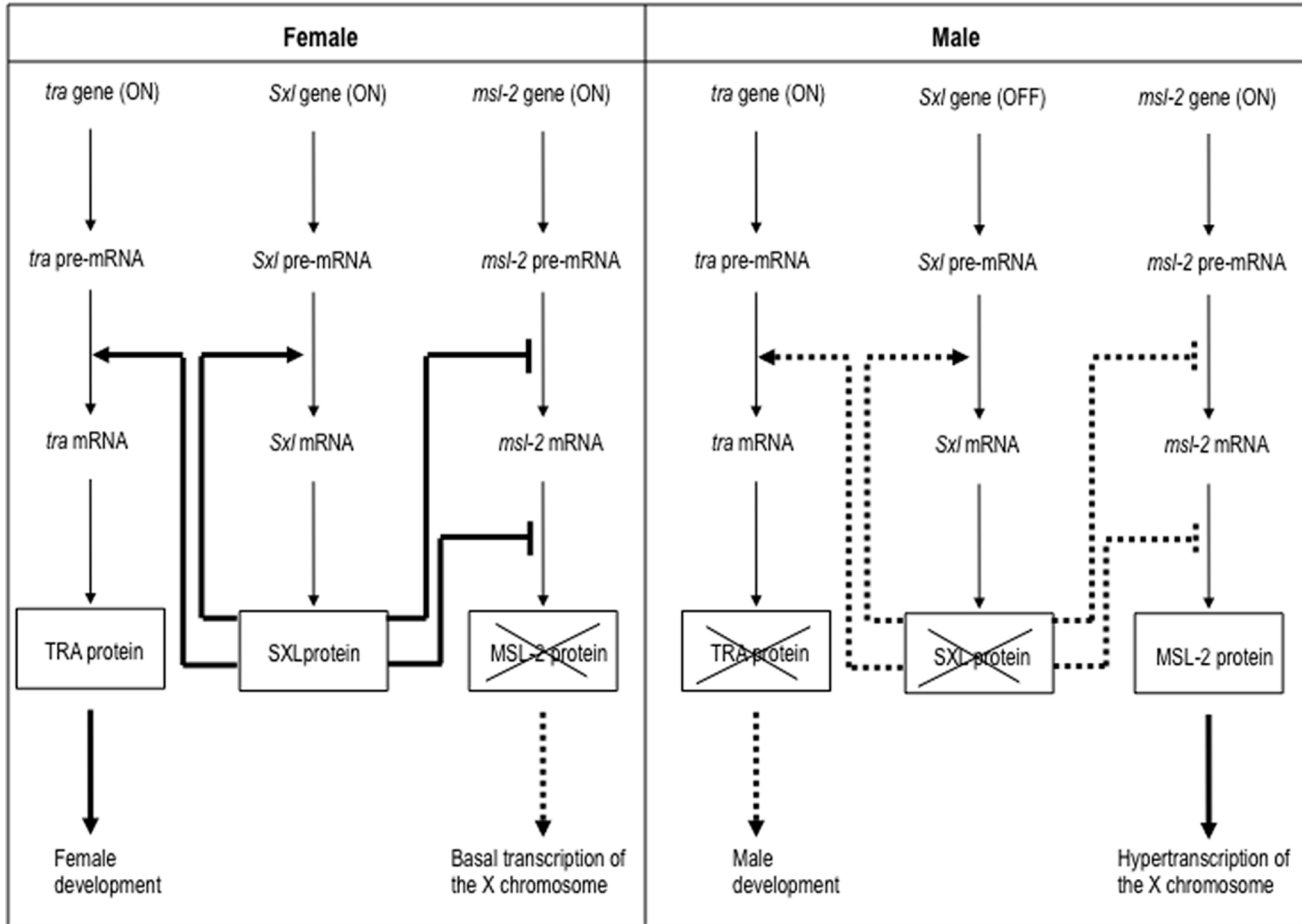 Female
Male
tra gene (ON)
Sxl gene (ON)
msl-2 gene (ON)
tra gene (ON)
Sxl gene (OFF)
msl-2 gene (ON)
tra pre-mRNA
Sxl pre-mRNA
msl-2 pre-mRNA
tra pre-mRNA
Sxl pre-mRNA
msl-2 pre-mRNA
tra mRNA
Sxl mRNA
msl-2 mRNA
tra mRNA
Sxl mRNA
msl-2 mRNA
TRA protein
SXL protein
MSL-2 protein
TRA protein
SXL protein
MSL-2 protein
Female
development
Basal transcription of
the X chromosome
Male
development
Hypertranscription of
the X chromosome